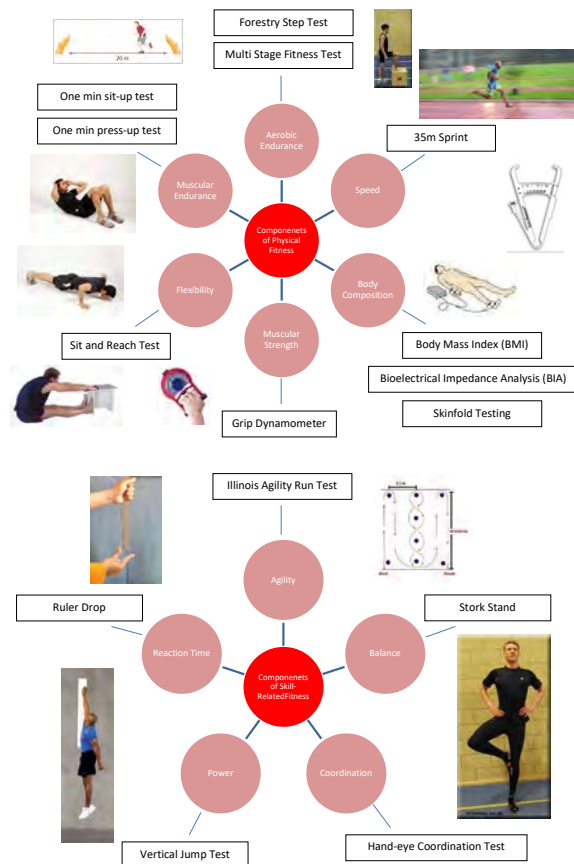 Forestry Step Test
Multi Stage Fitness Test
20 m
One min sit-up test
One min press-up test
35m Sprint
Aerobic
Endurance
Muscular
Endurance
Speed
Componenets
of Physical
Fitness
Flexibility
Body
Composition
Muscular
Strength
Sit and Reach Test
Body Mass Index (BMI)
Bioelectrical Impedance Analysis (BIA)
Skinfold Testing
Grip Dynamometer
Illinois Agility Run Test
Agility
Ruler Drop
Stork Stand
Reaction Time
Balance
Componenets
of Skill-
RelatedFitness
Power
Coordination
Vertical Jump Test
Hand-eye Coordination Test